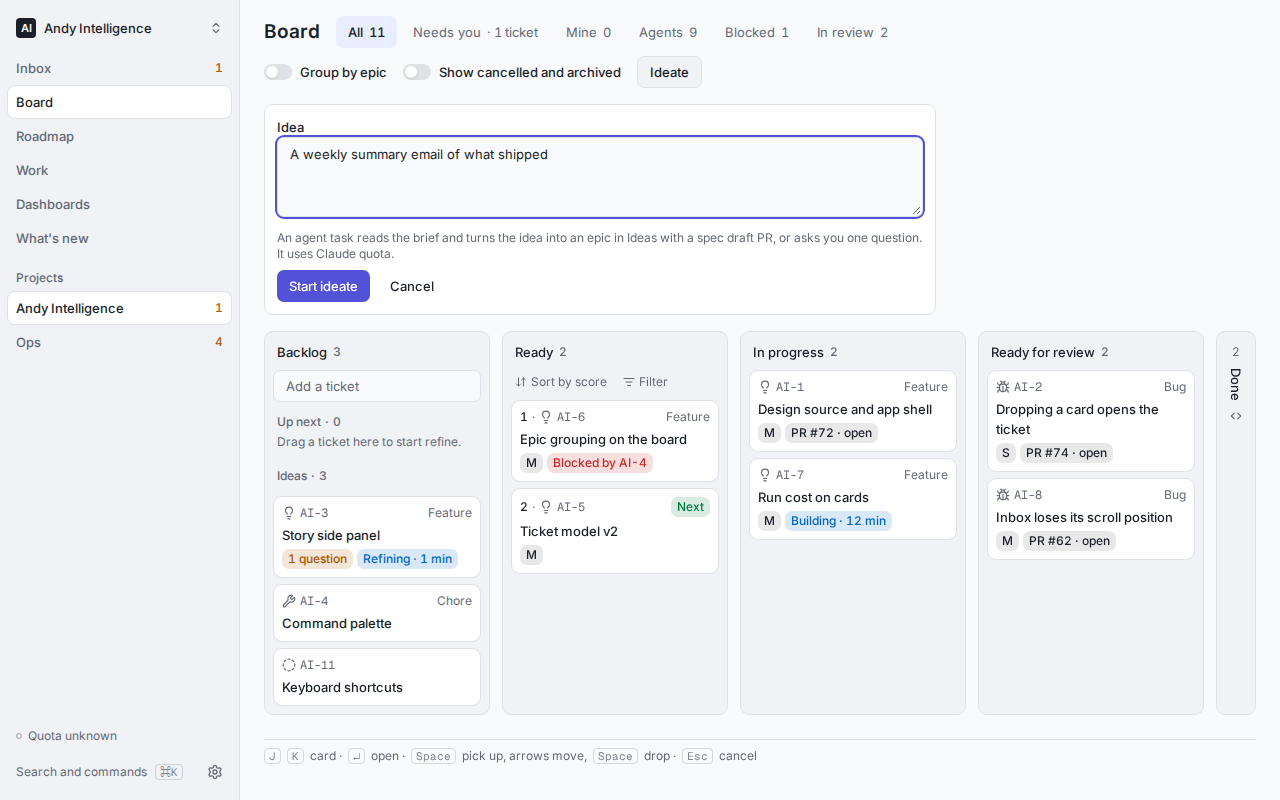 AI Andy Intelligence
Inbox 1
Board
Roadmap
Work
Dashboards
What's new
Projects
Andy Intelligence 1
Ops 4
Quota unknown
Search and commands ⌘K
Board All 11 Needs you · 1 ticket Mine 0 Agents 9 Blocked 1 In review 2
Group by epic Show cancelled and archived Ideate
Idea
A weekly summary email of what shipped
An agent task reads the brief and turns the idea into an epic in Ideas with a spec draft PR, or asks you one question.
It uses Claude quota.
Start ideate Cancel
Backlog 3
Add a ticket
Up next · 0
Drag a ticket here to start refine.
Ideas · 3
AI-3 Feature
Story side panel
1 question Refining · 1 min
AI-4 Chore
Command palette
AI-11
Keyboard shortcuts
Ready 2
Sort by score Filter
1 · AI-6 Feature
Epic grouping on the board
M Blocked by AI-4
2 · AI-5 Next
Ticket model v2
M
In progress 2
AI-1 Feature
Design source and app shell
M PR #72 · open
AI-7 Feature
Run cost on cards
M Building · 12 min
Ready for review 2
AI-2 Bug
Dropping a card opens the
ticket
S PR #74 · open
AI-8 Bug
Inbox loses its scroll position
M PR #62 · open
2
Done
J K card · ↵ open · Space pick up, arrows move, Space drop · Esc cancel